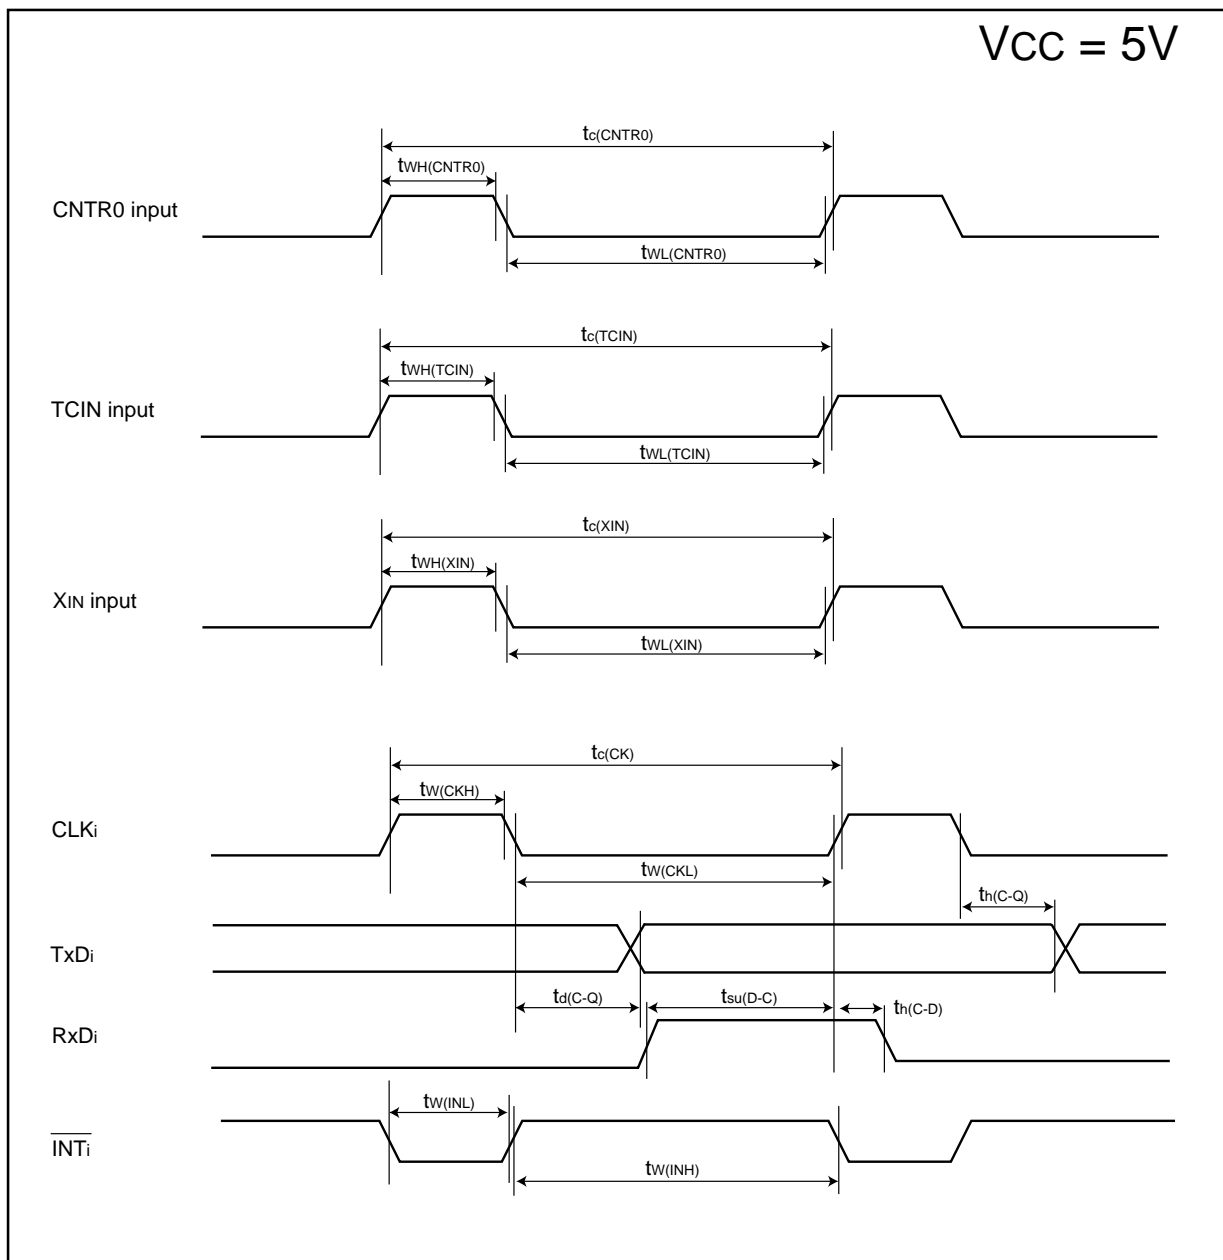 VCC = 5V
tc(CNTR0)
tWH(CNTR0)
CNTR0 input
tWL(CNTR0)
tc(TCIN)
tWH(TCIN)
TCIN input
tWL(TCIN)
tc(XIN)
tWH(XIN)
XIN input
tWL(XIN)
tc(CK)
tW(CKH)
CLKi
tW(CKL)
th(C-Q)
TxDi
td(C-Q)
tsu(D-C)
th(C-D)
RxDi
tW(INL)
INTi
tW(INH)